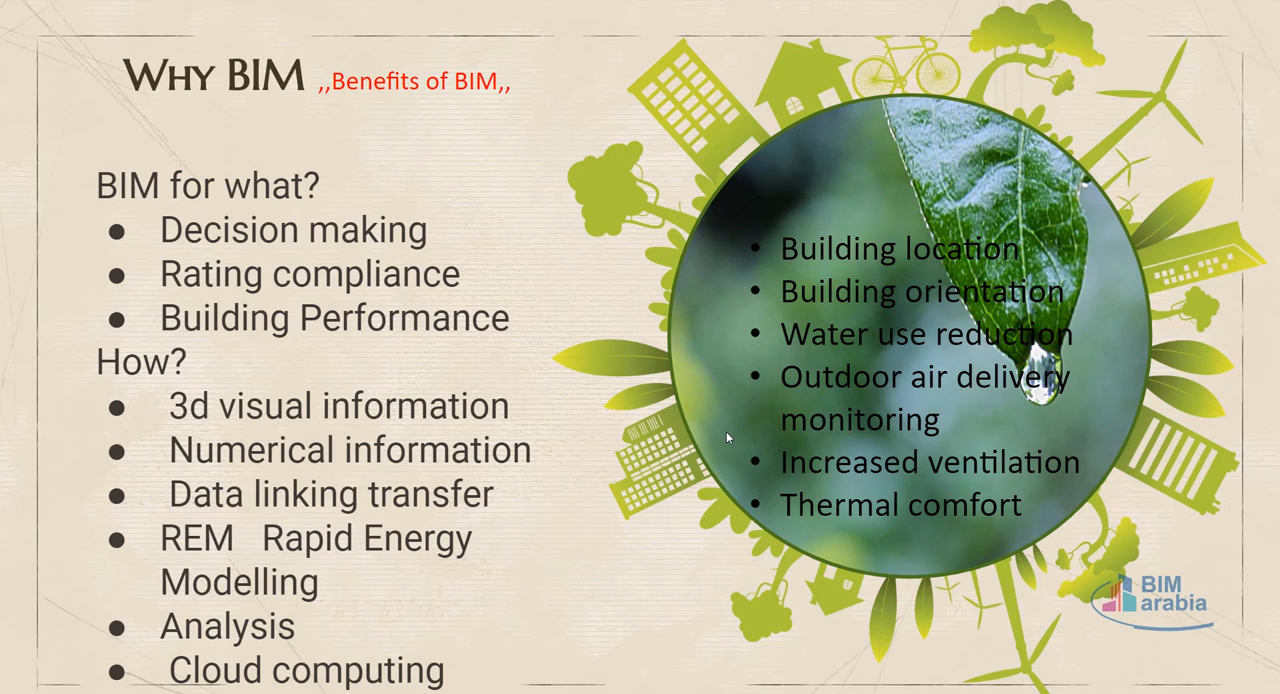 Why BIM ,,Benefits of BIM,,
BIM for what?
● Decision making
● Rating compliance
● Building Performance
How?
● 3d visual information
● Numerical information
● Data linking transfer
● REM Rapid Energy
Modelling
● Analysis
● Cloud computing
• Building location
• Building orientation
• Water use reduction
• Outdoor air delivery
monitoring
• Increased ventilation
• Thermal comfort
BIM
arabia